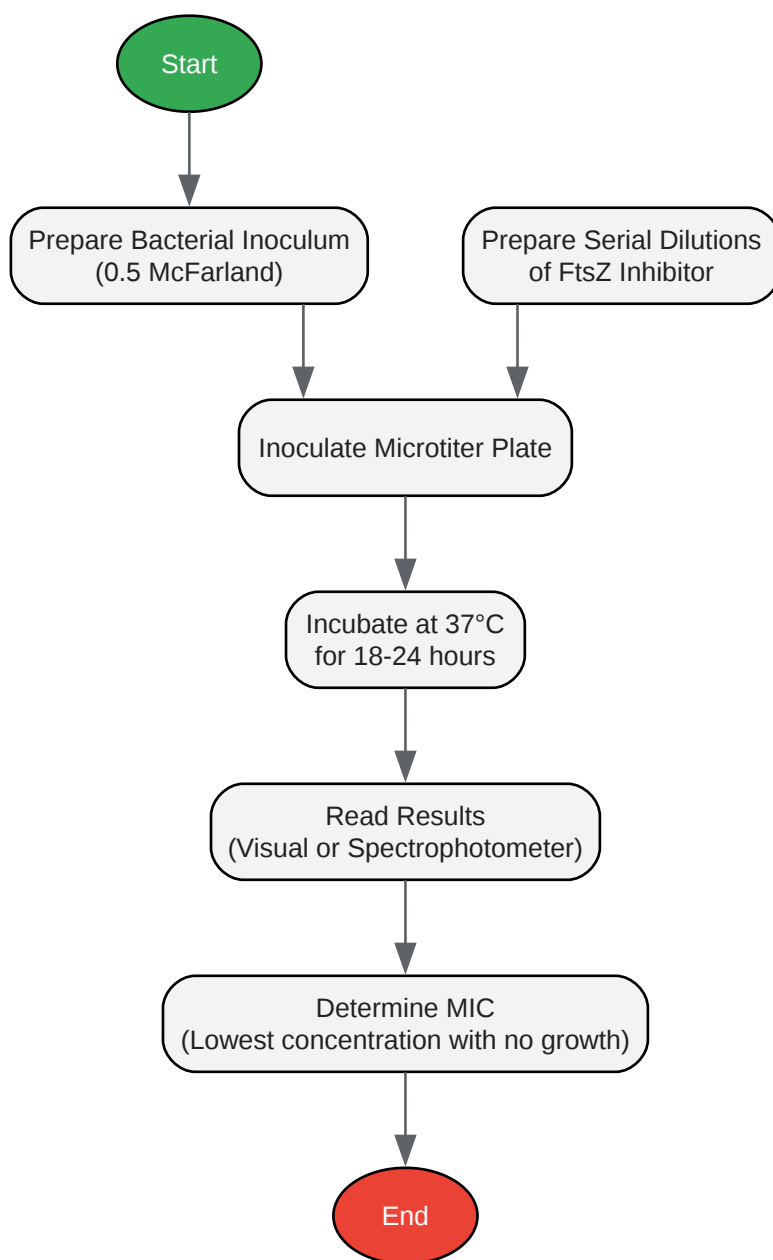 Start
Prepare Bacterial Inoculum
(0.5 McFarland)
Prepare Serial Dilutions
of FtsZ Inhibitor
Inoculate Microtiter Plate
Incubate at 37°C
for 18-24 hours
Read Results
(Visual or Spectrophotometer)
Determine MIC
(Lowest concentration with no growth)
End